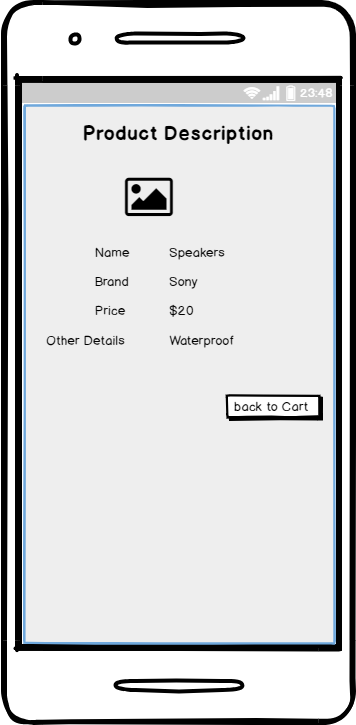 23:48
Product Description
Name Speakers
Brand Sony
Price $20
Other Details Waterproof
back to Cart